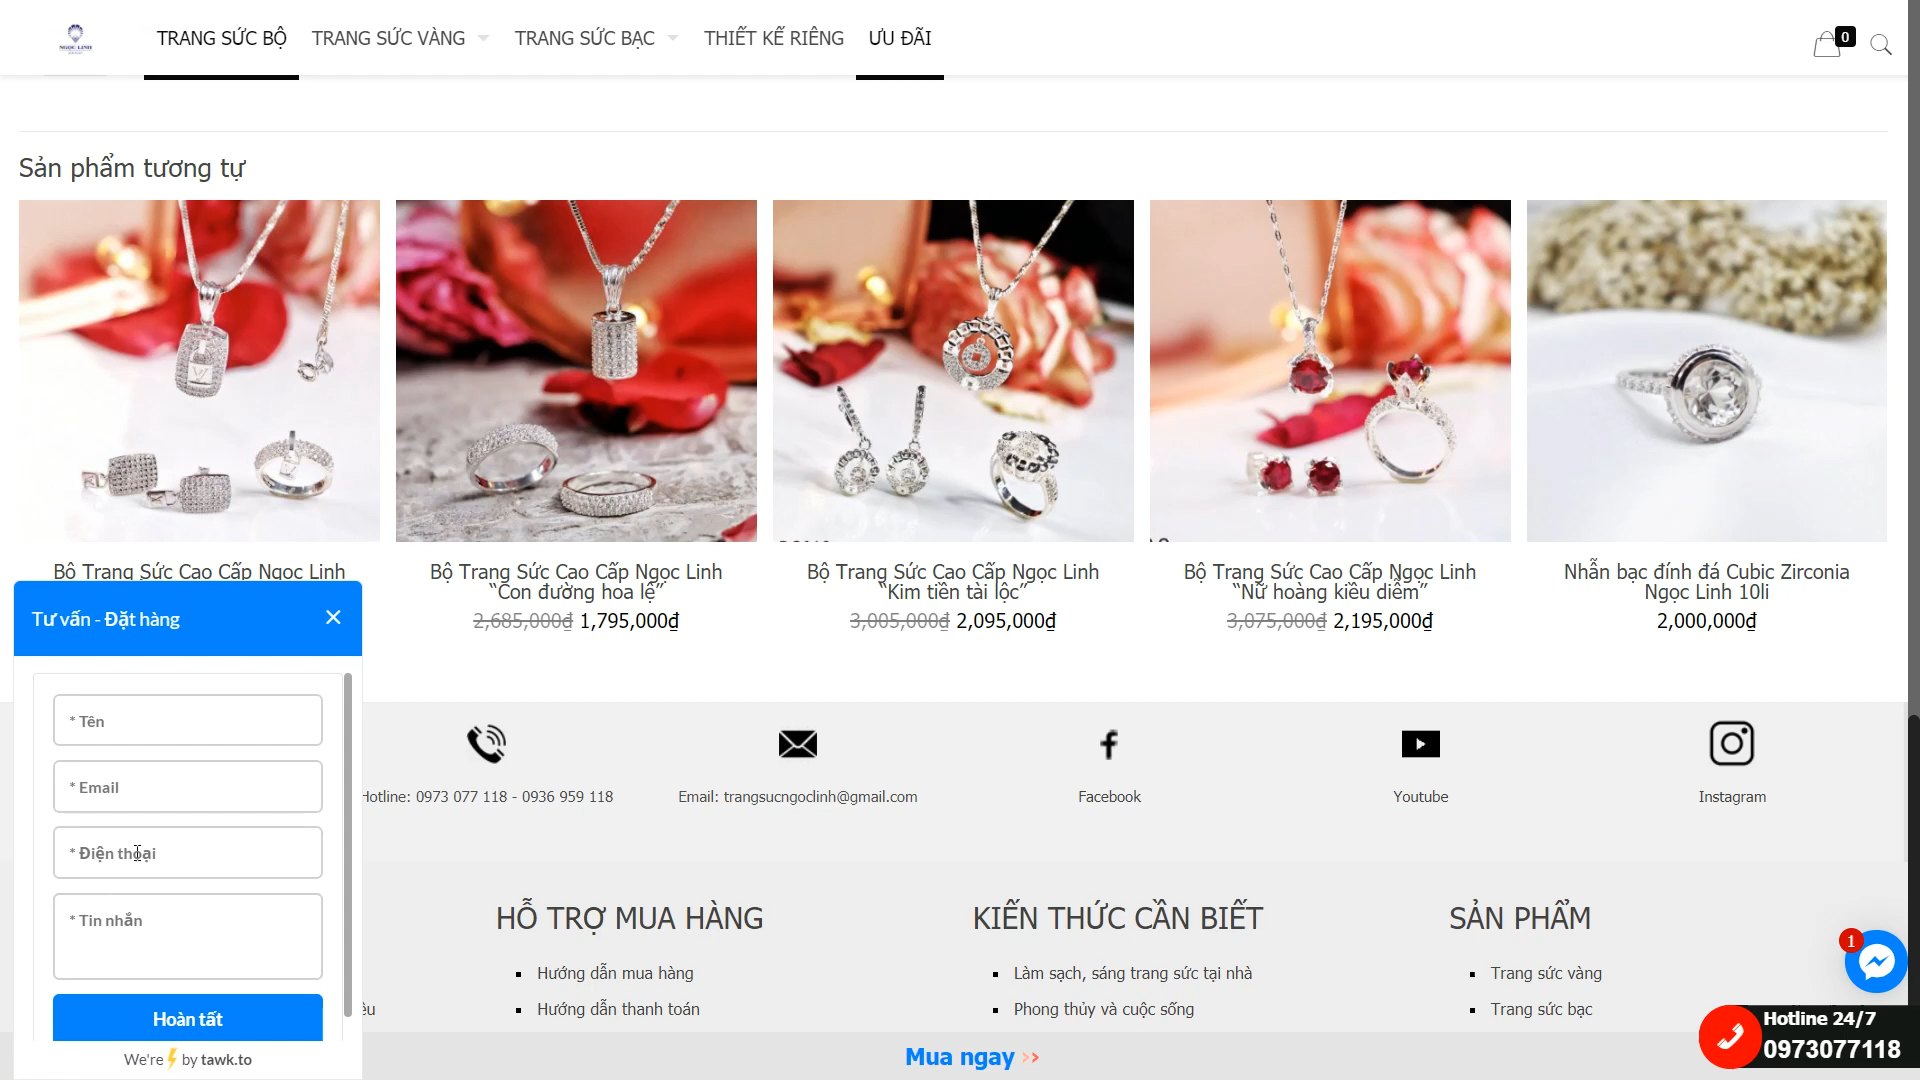 NGỌC LINH
TRANG SỨC BỘ
TRANG SỨC VÀNG
TRANG SỨC BẠC
THIẾT KẾ RIÊNG
ƯU ĐÃI
0
Sản phẩm tương tự
Bộ Trang Sức Cao Cấp Ngọc Linh
Bộ Trang Sức Cao Cấp Ngọc Linh
“Con đường hoa lệ”
2,685,000₫ 1,795,000₫
Bộ Trang Sức Cao Cấp Ngọc Linh
“Kim tiền tài lộc”
3,005,000₫ 2,095,000₫
Bộ Trang Sức Cao Cấp Ngọc Linh
“Nữ hoàng kiều diễm”
3,075,000₫ 2,195,000₫
Nhẫn bạc đính đá Cubic Zirconia
Ngọc Linh 10li
2,000,000₫
Tư vấn - Đặt hàng
* Tên
* Email
* Điện thoại
* Tin nhắn
Hoàn tất
We're by tawk.to
Hotline: 0973 077 118 - 0936 959 118
Email: trangsucngoclinh@gmail.com
Facebook
Youtube
Instagram
HỖ TRỢ MUA HÀNG
Hướng dẫn mua hàng
Hướng dẫn thanh toán
KIẾN THỨC CẦN BIẾT
Làm sạch, sáng trang sức tại nhà
Phong thủy và cuộc sống
SẢN PHẨM
Trang sức vàng
Trang sức bạc
1
Hotline 24/7
0973077118
Mua ngay >>